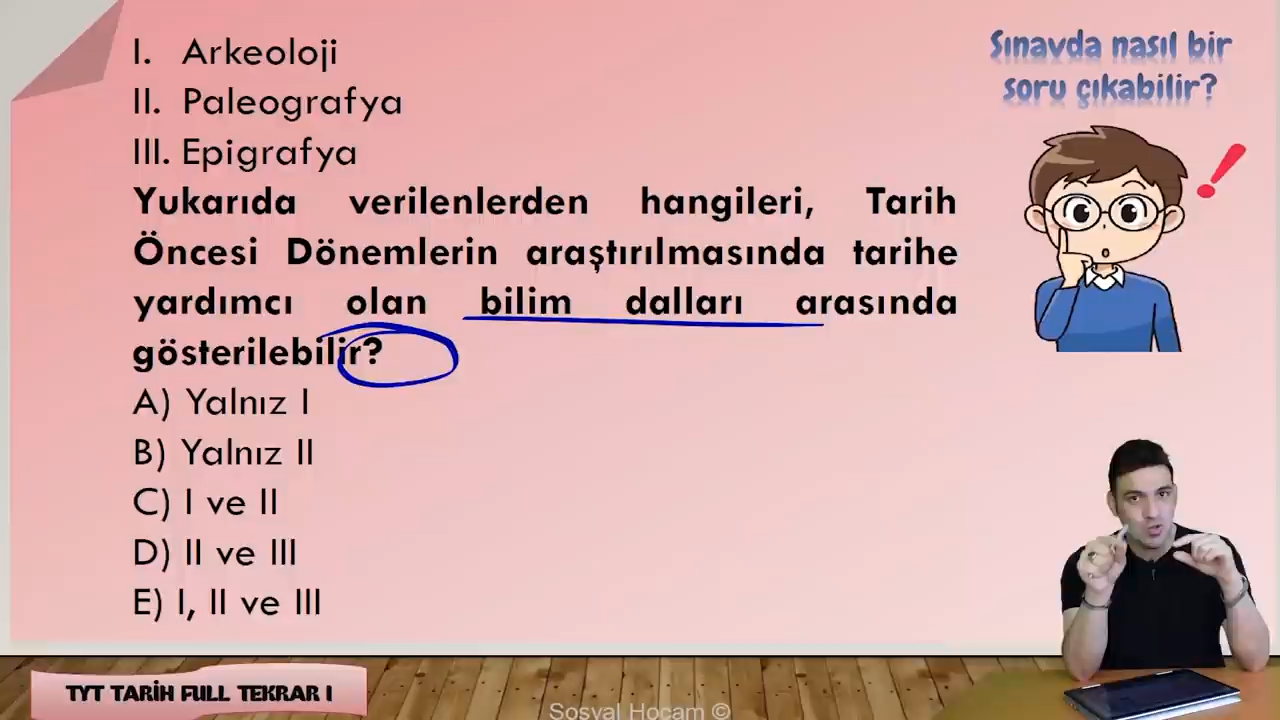 I. Arkeoloji
II. Paleografya
III. Epigrafya
Yukarıda verilenlerden hangileri, Tarih
Öncesi Dönemlerin araştırılmasında tarihe
yardımcı olan bilim dalları arasında
gösterilebilir?
A) Yalnız I
B) Yalnız II
C) I ve II
D) II ve III
E) I, II ve III
Sınavda nasıl bir
soru çıkabilir?
TYT TARİH FULL TEKRAR I
Sosyal Hocam ©